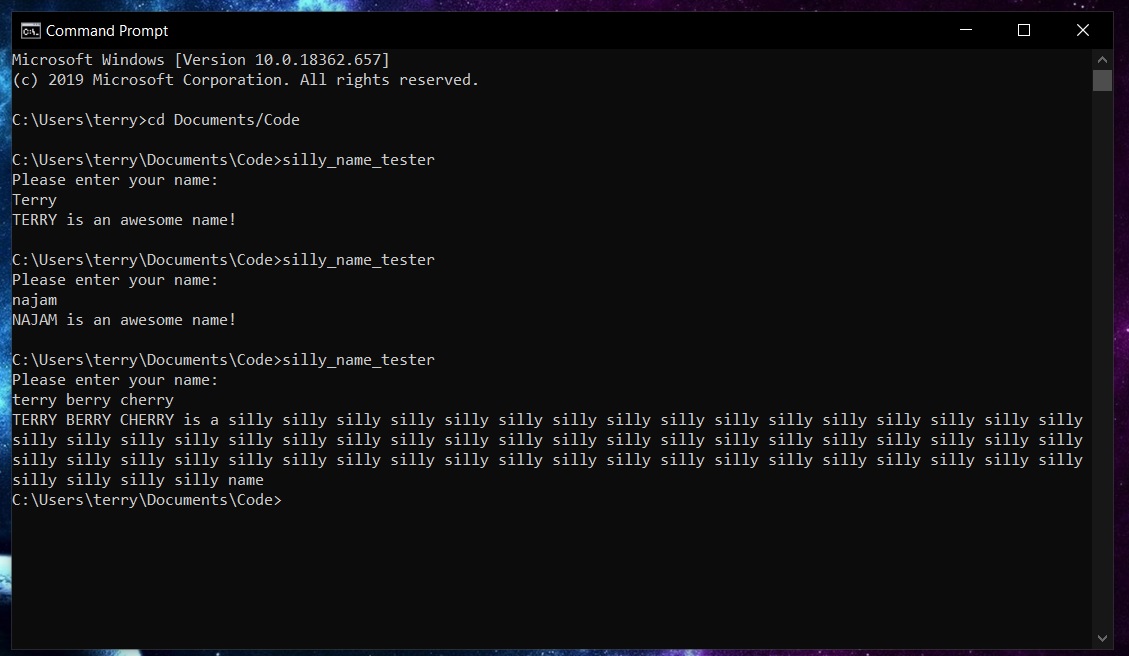 Command Prompt
Microsoft Windows [Version 10.0.18362.657]
(c) 2019 Microsoft Corporation. All rights reserved.
C:\Users\terry>cd Documents/Code
C:\Users\terry\Documents\Code>silly_name_tester
Please enter your name:
Terry
TERRY is an awesome name!
C:\Users\terry\Documents\Code>silly_name_tester
Please enter your name:
najam
NAJAM is an awesome name!
C:\Users\terry\Documents\Code>silly_name_tester
Please enter your name:
terry berry cherry
TERRY BERRY CHERRY is a silly silly silly silly silly silly silly silly silly silly silly silly silly silly silly silly
silly silly silly silly silly silly silly silly silly silly silly silly silly silly silly silly silly silly silly silly
silly silly silly silly silly silly silly silly silly silly silly silly silly silly silly silly silly silly silly silly
silly silly silly silly name
C:\Users\terry\Documents\Code>